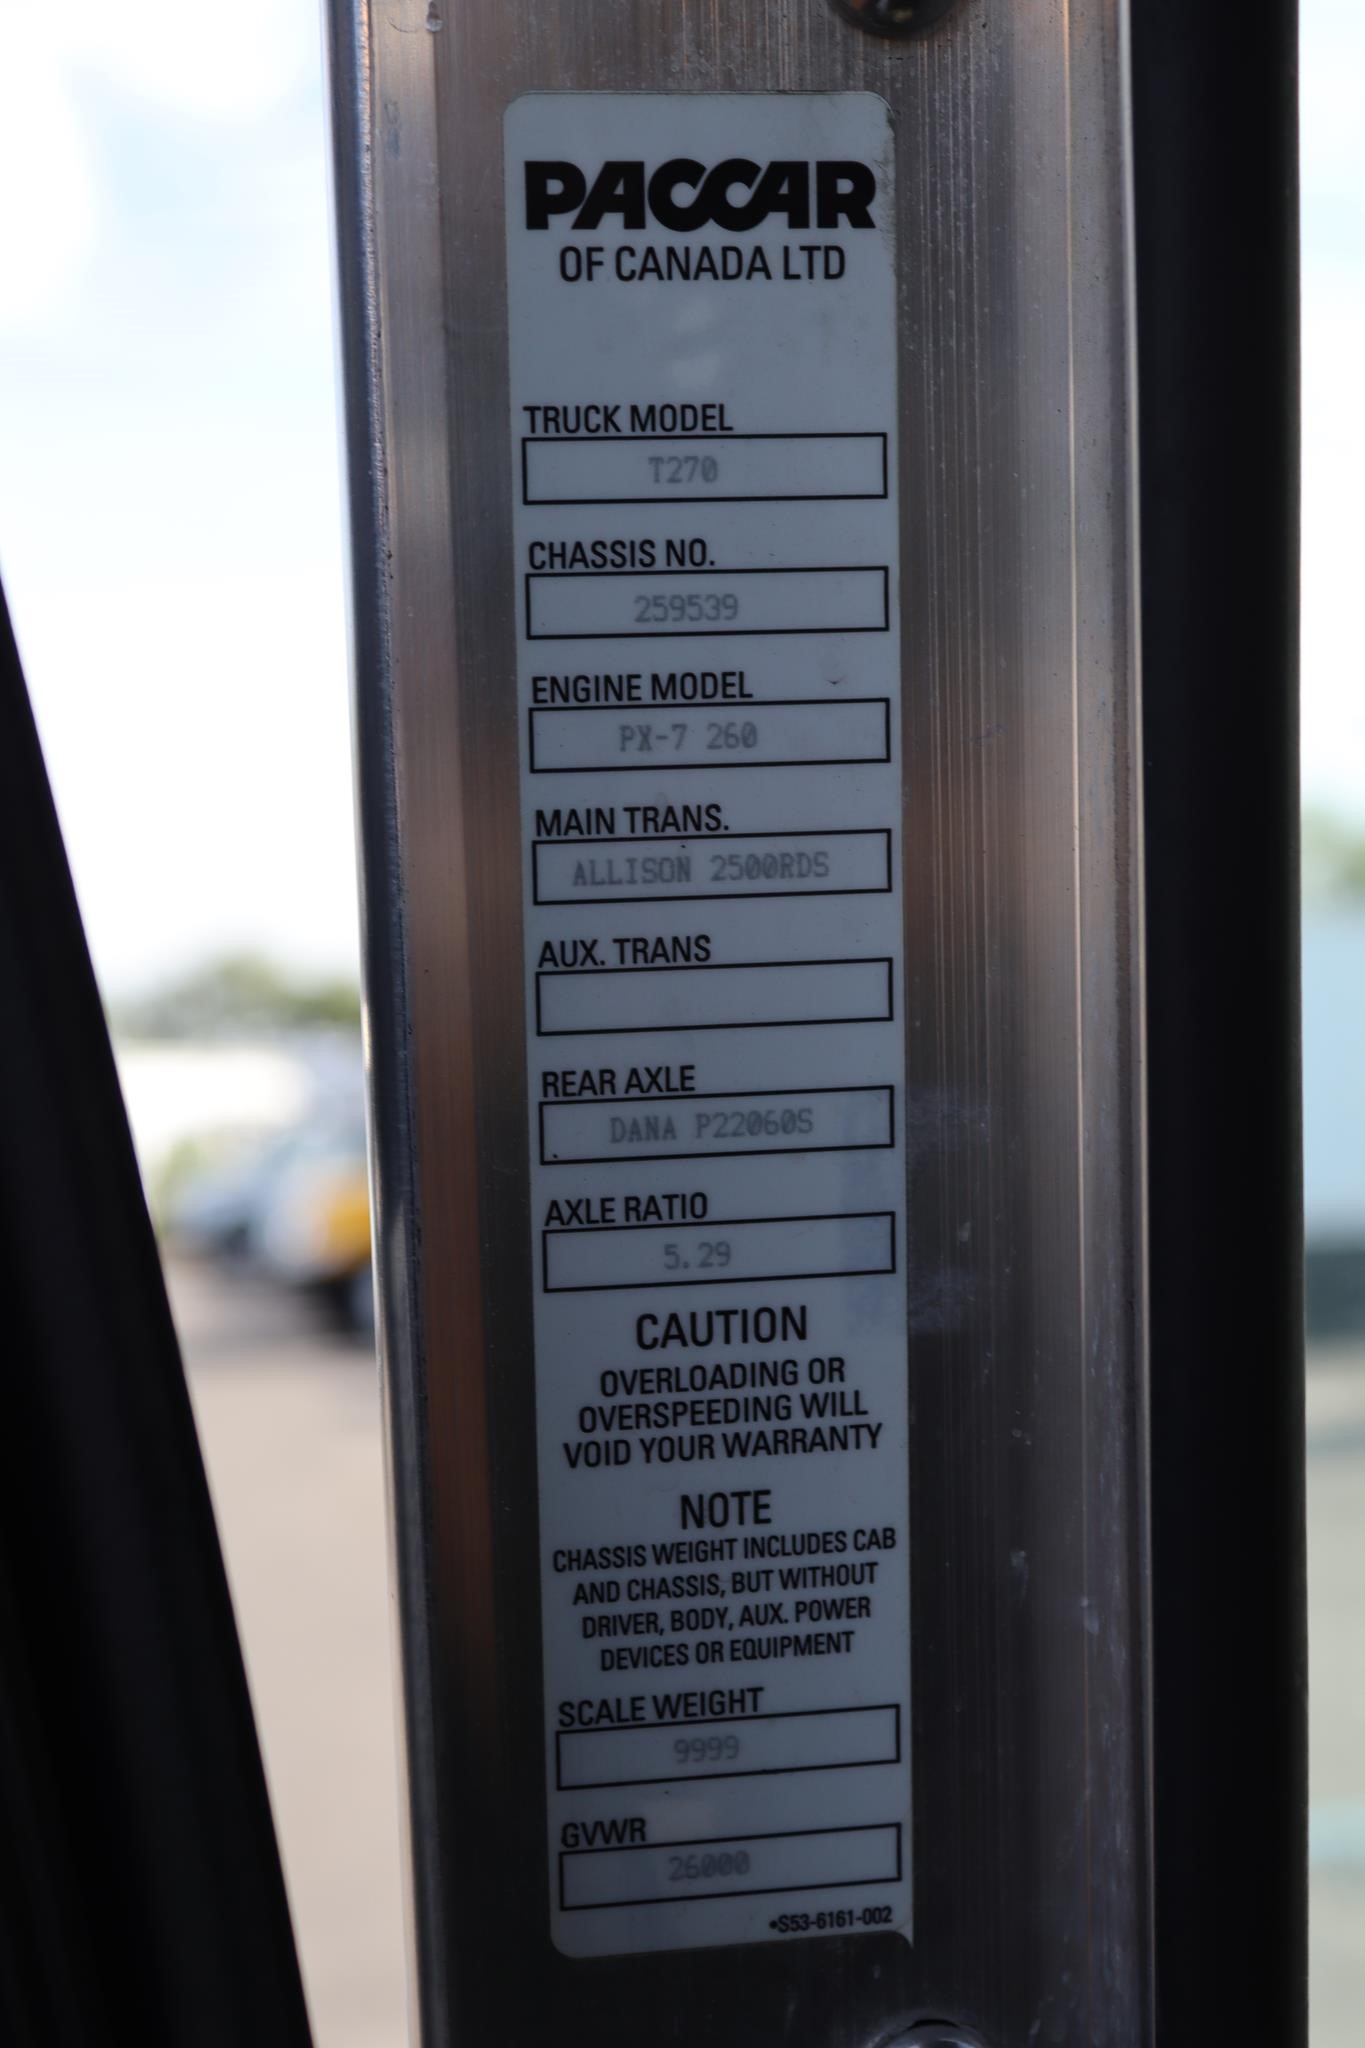 PACCAR
OF CANADA LTD
TRUCK MODEL
T270
CHASSIS NO.
259539
ENGINE MODEL
PX-7 260
MAIN TRANS.
ALLISON 2500RDS
AUX. TRANS
REAR AXLE
DANA P22060S
AXLE RATIO
5.29
CAUTION
OVERLOADING OR
OVERSPEEDING WILL
VOID YOUR WARRANTY
NOTE
CHASSIS WEIGHT INCLUDES CAB
AND CHASSIS, BUT WITHOUT
DRIVER, BODY, AUX. POWER
DEVICES OR EQUIPMENT
SCALE WEIGHT
9999
GVWR
26000
•S53-6161-002